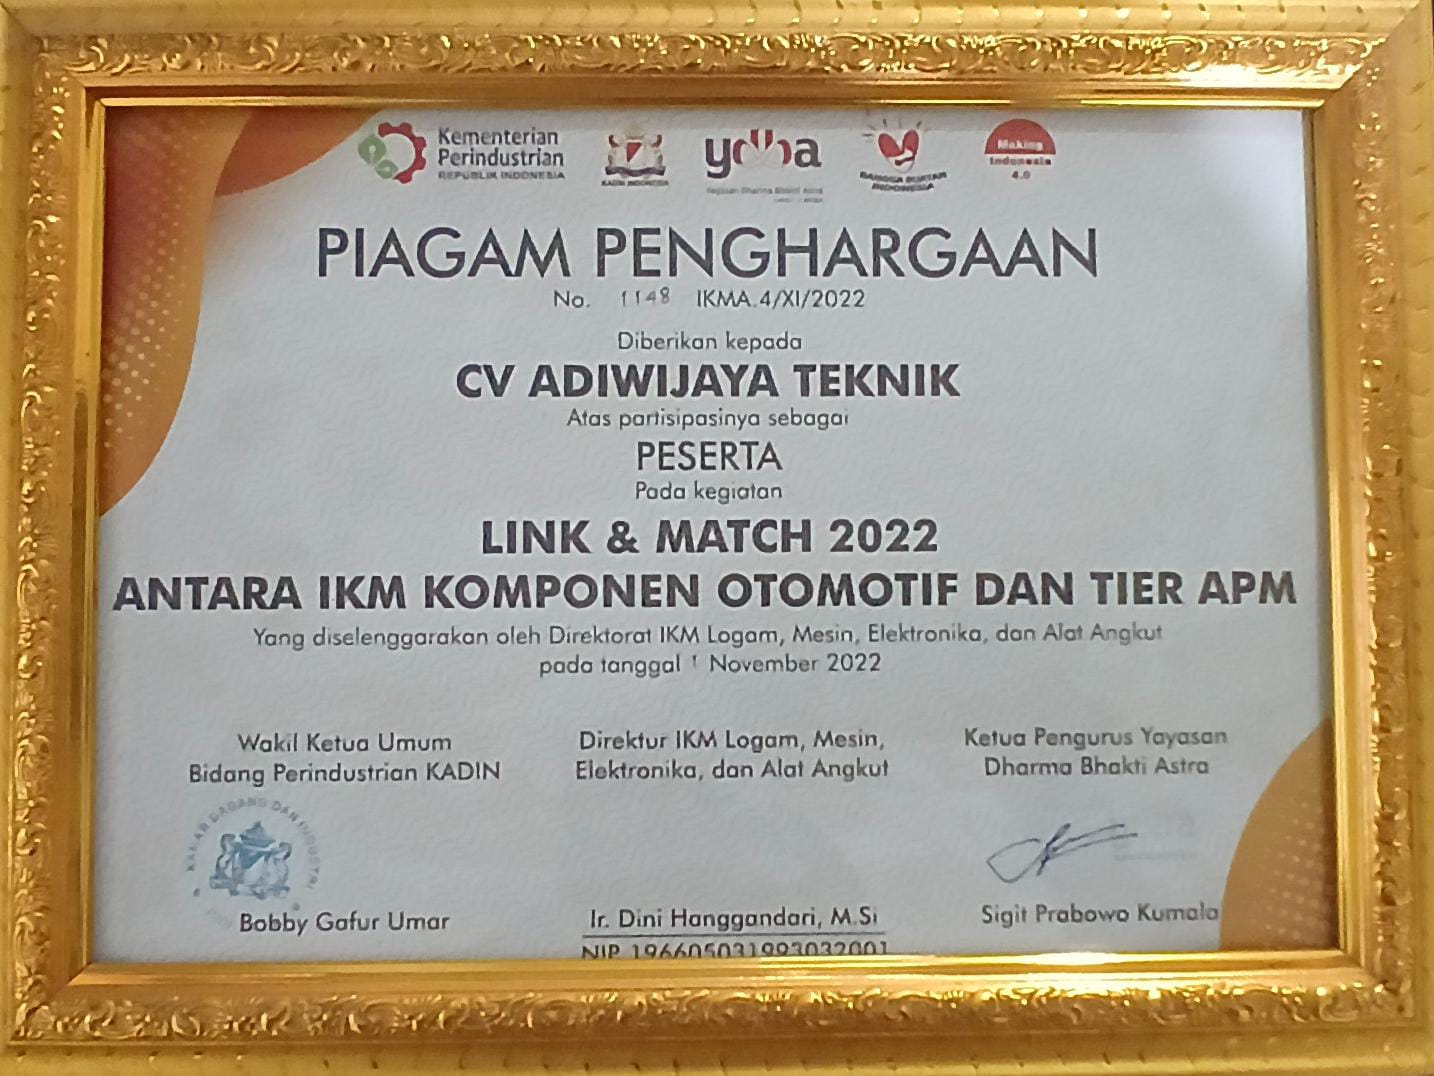 Kementerian
Perindustrian
REPUBLIK INDONESIA
KADIN INDONESIA
ydba
Yayasan Dharma Bhakti Astra
BANGGA BUATAN
INDONESIA
Making
Indonesia
4.0
PIAGAM PENGHARGAAN
No. 1148 IKMA.4/XI/2022
Diberikan kepada
CV ADIWIJAYA TEKNIK
Atas partisipasinya sebagai
PESERTA
Pada kegiatan
LINK & MATCH 2022
ANTARA IKM KOMPONEN OTOMOTIF DAN TIER APM
Yang diselenggarakan oleh Direktorat IKM Logam, Mesin, Elektronika, dan Alat Angkut
pada tanggal 1 November 2022
Wakil Ketua Umum
Bidang Perindustrian KADIN
KAMAR DAGANG DAN INDUSTRI
Bobby Gafur Umar
Direktur IKM Logam, Mesin,
Elektronika, dan Alat Angkut
Ir. Dini Hanggandari, M.Si
NIP 196605031993032001
Ketua Pengurus Yayasan
Dharma Bhakti Astra
Sigit Prabowo Kumala